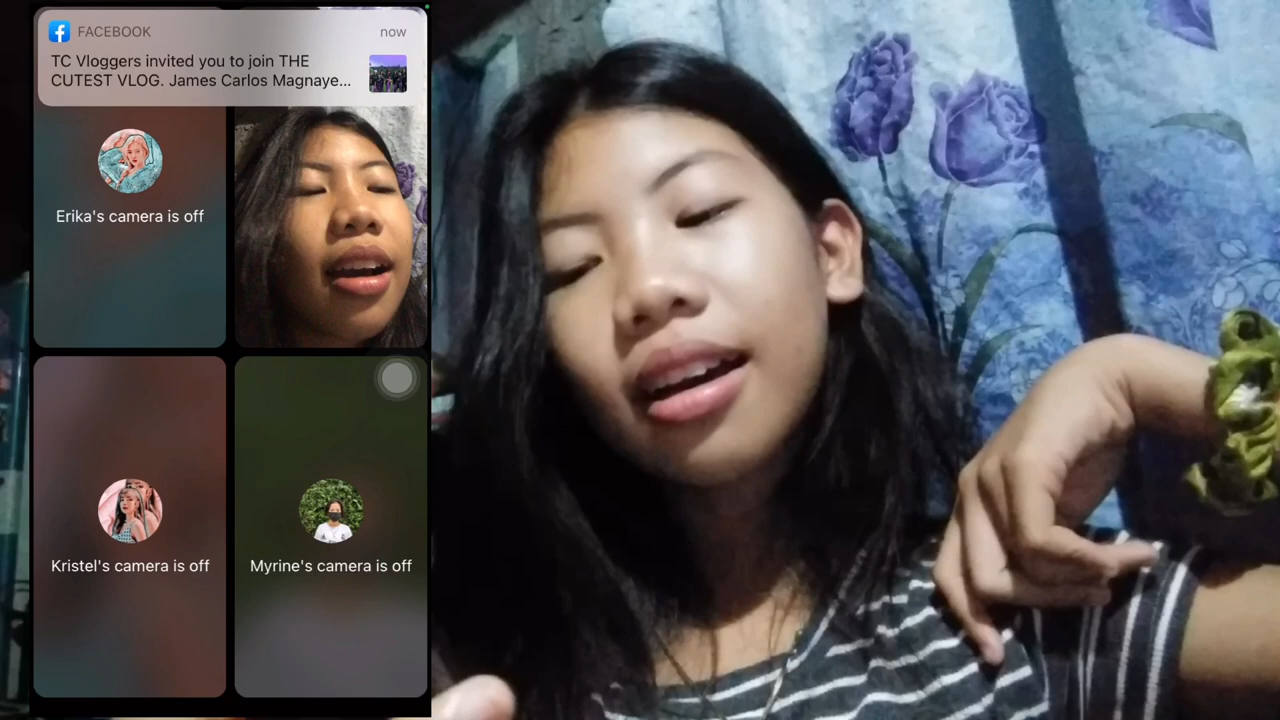 FACEBOOK
now
TC Vloggers invited you to join THE
CUTEST VLOG. James Carlos Magnaye...
Erika's camera is off
Kristel's camera is off
Myrine's camera is off